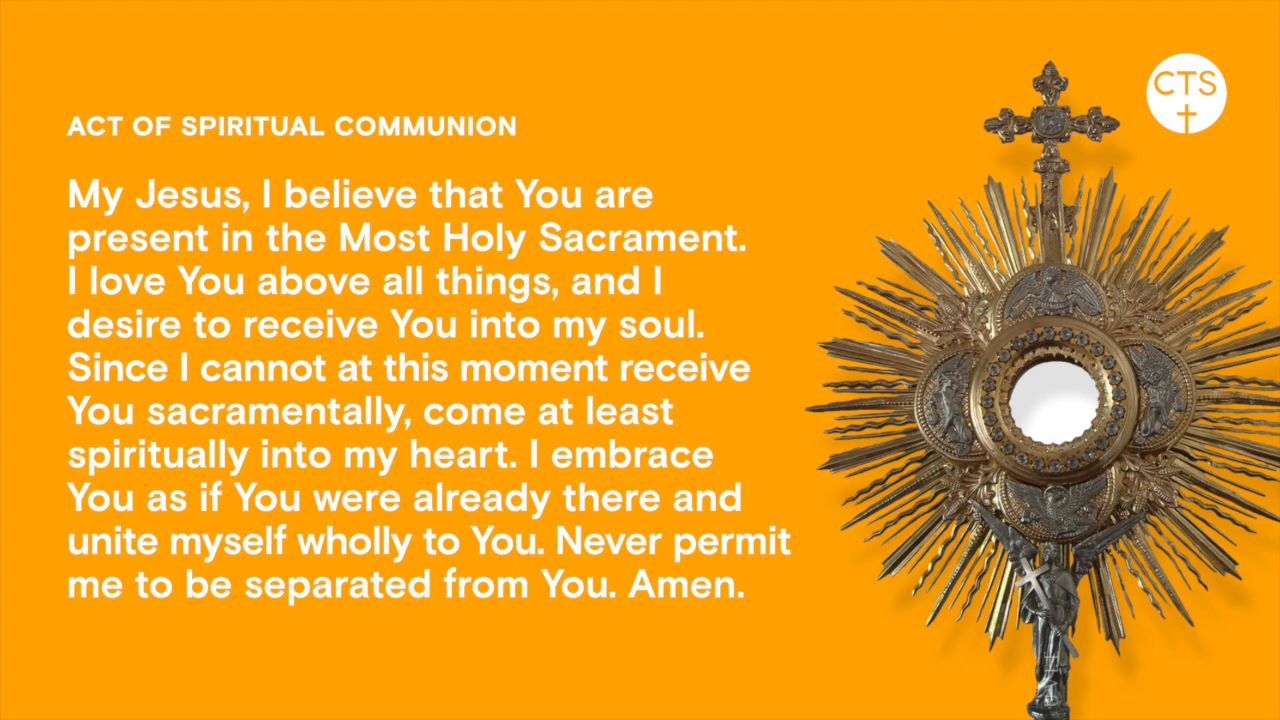 CTS
ACT OF SPIRITUAL COMMUNION
My Jesus, I believe that You are
present in the Most Holy Sacrament.
I love You above all things, and I
desire to receive You into my soul.
Since I cannot at this moment receive
You sacramentally, come at least
spiritually into my heart. I embrace
You as if You were already there and
unite myself wholly to You. Never permit
me to be separated from You. Amen.